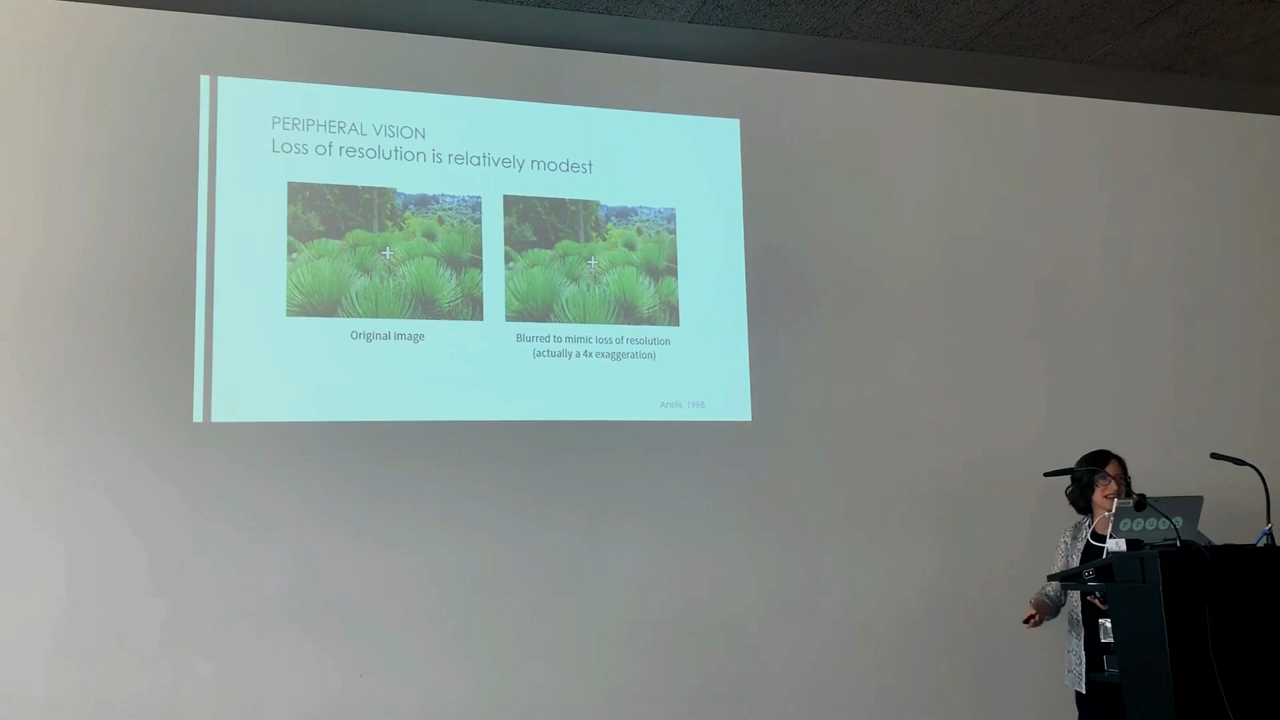 PERIPHERAL VISION
Loss of resolution is relatively modest
Original image
Blurred to mimic loss of resolution
(actually a 4x exaggeration)
Anstis, 1998